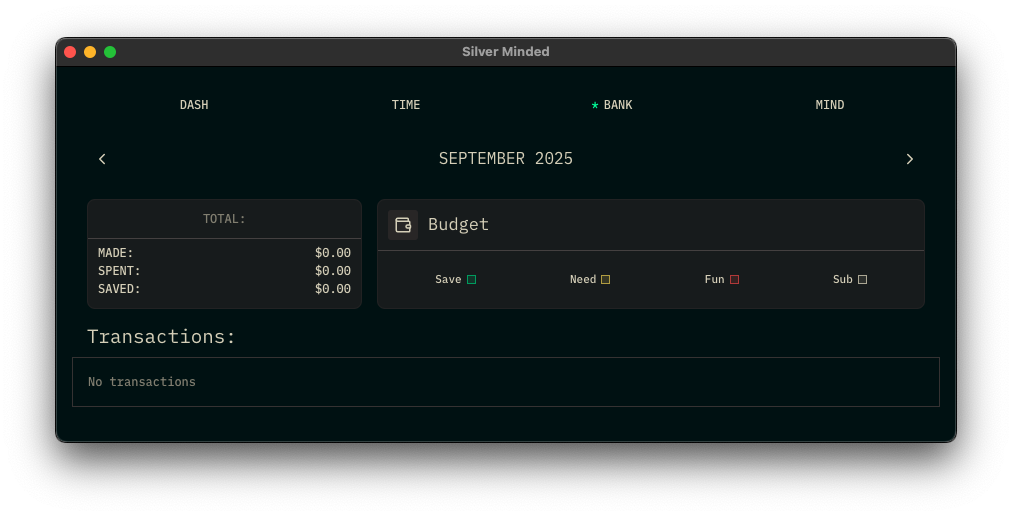 Silver Minded
DASH TIME * BANK MIND
SEPTEMBER 2025
TOTAL:
MADE: $0.00
SPENT: $0.00
SAVED: $0.00
Budget
Save Need Fun Sub
Transactions:
No transactions